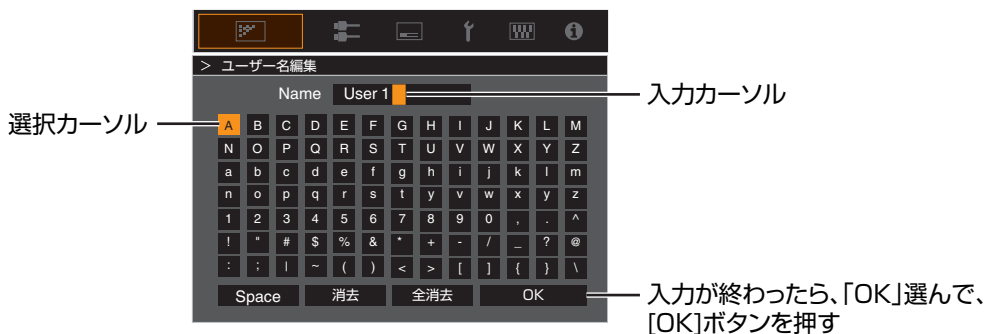 > ユーザー名編集
Name User 1
入力カーソル
選択カーソル
A B C D E F G H I J K L M
N O P Q R S T U V W X Y Z
a b c d e f g h i j k l m
n o p q r s t y v w x y z
1 2 3 4 5 6 7 8 9 0 , . ^
! " # $ % & * + - / _ ? @
: ; | ~ ( ) < > [ ] { } \
Space 消去 全消去 OK
入力が終わったら、「OK」選んで、
[OK]ボタンを押す